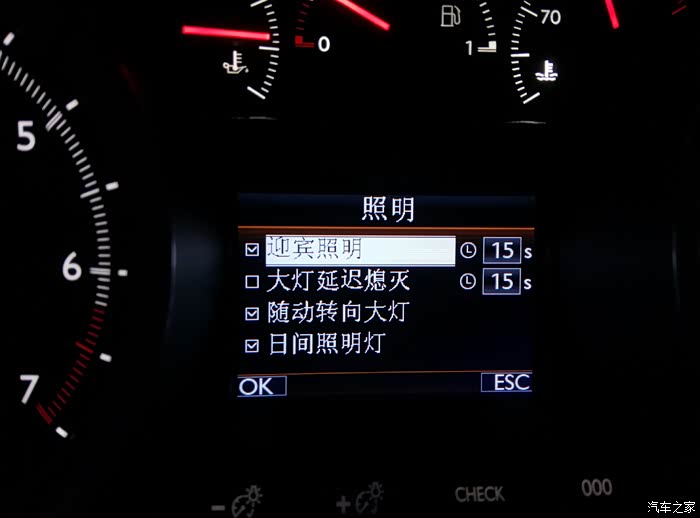 0
1
70
5
照明
迎宾照明 15 s
6
大灯延迟熄灭 15 s
随动转向大灯
日间照明灯
7
OK ESC
- + CHECK 000
汽车之家